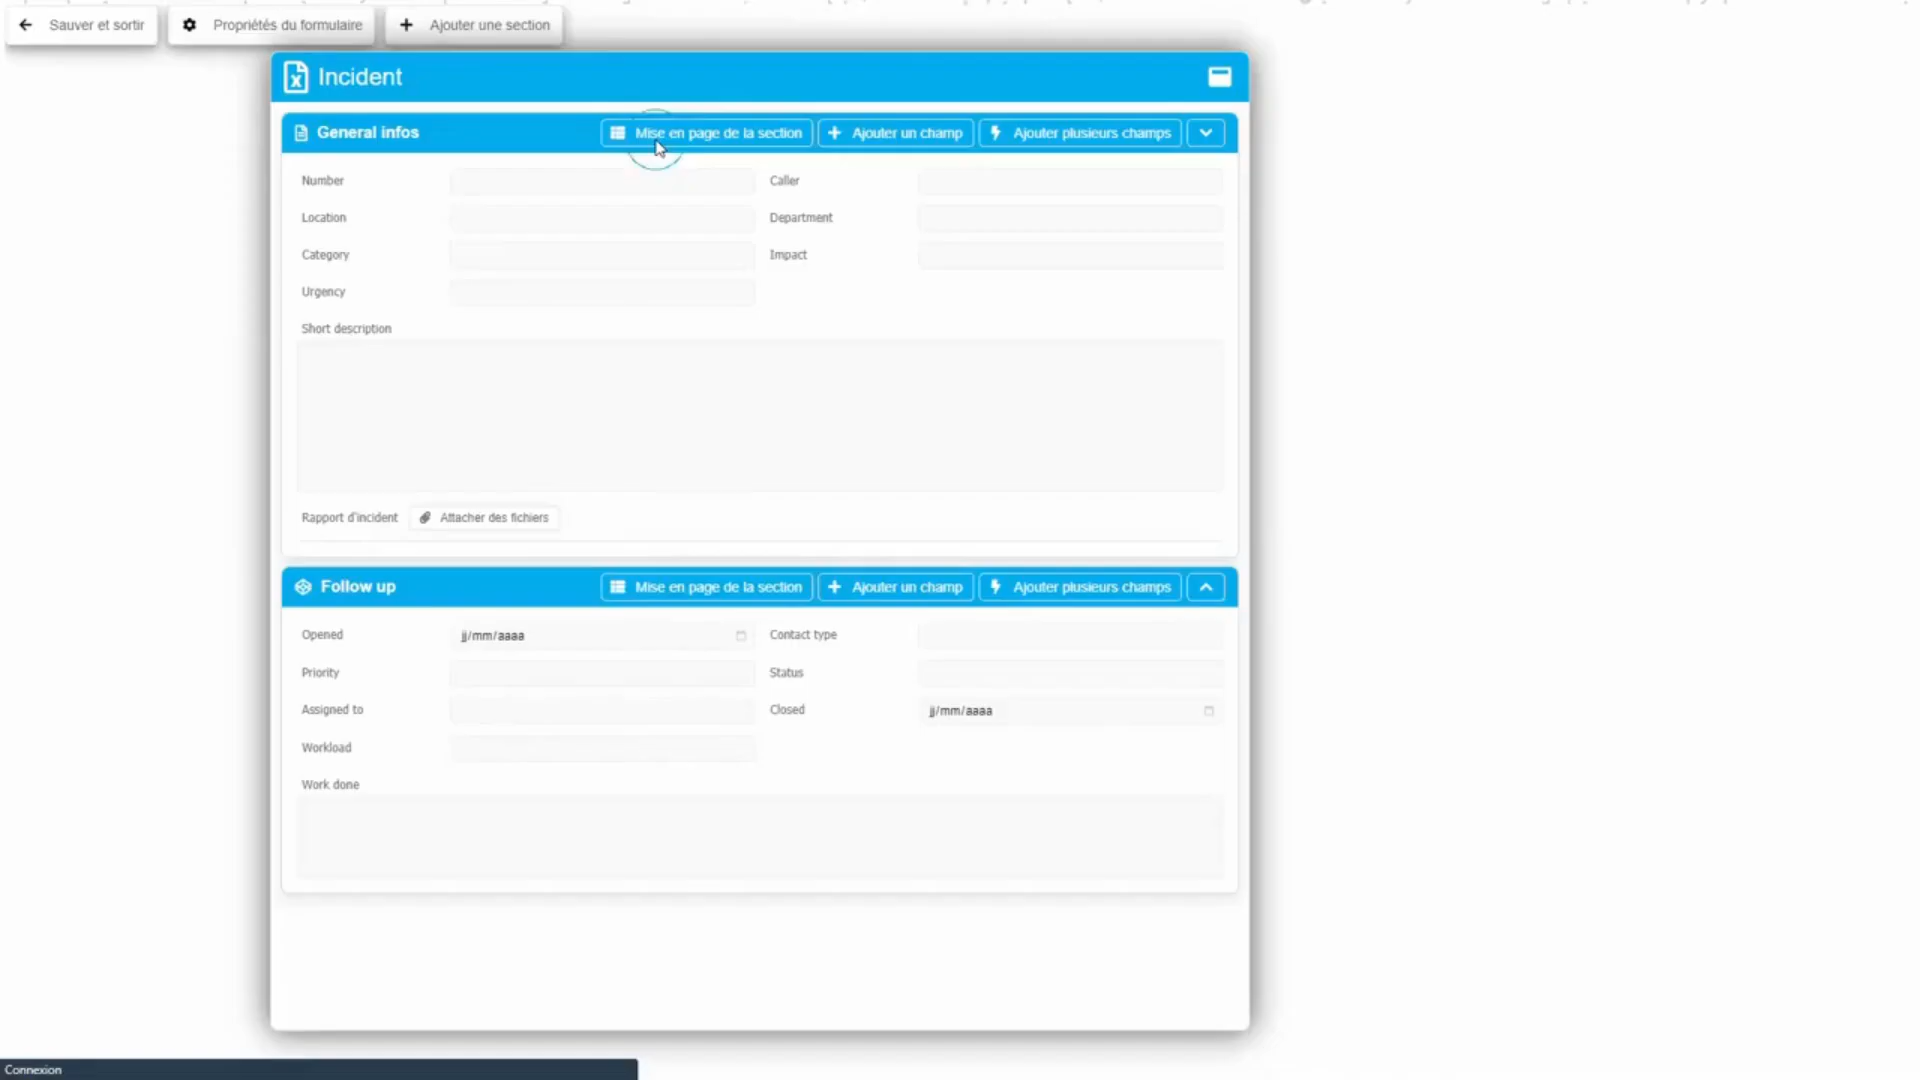 Sauver et sortir
Propriétés du formulaire
Ajouter une section
Incident
General infos
Mise en page de la section
Ajouter un champ
Ajouter plusieurs champs
Number
Caller
Location
Department
Category
Impact
Urgency
Short description
Rapport d'incident
Attacher des fichiers
Follow up
Mise en page de la section
Ajouter un champ
Ajouter plusieurs champs
Opened
jj/mm/aaaa
Contact type
Priority
Status
Assigned to
Closed
jj/mm/aaaa
Workload
Work done
Connexion